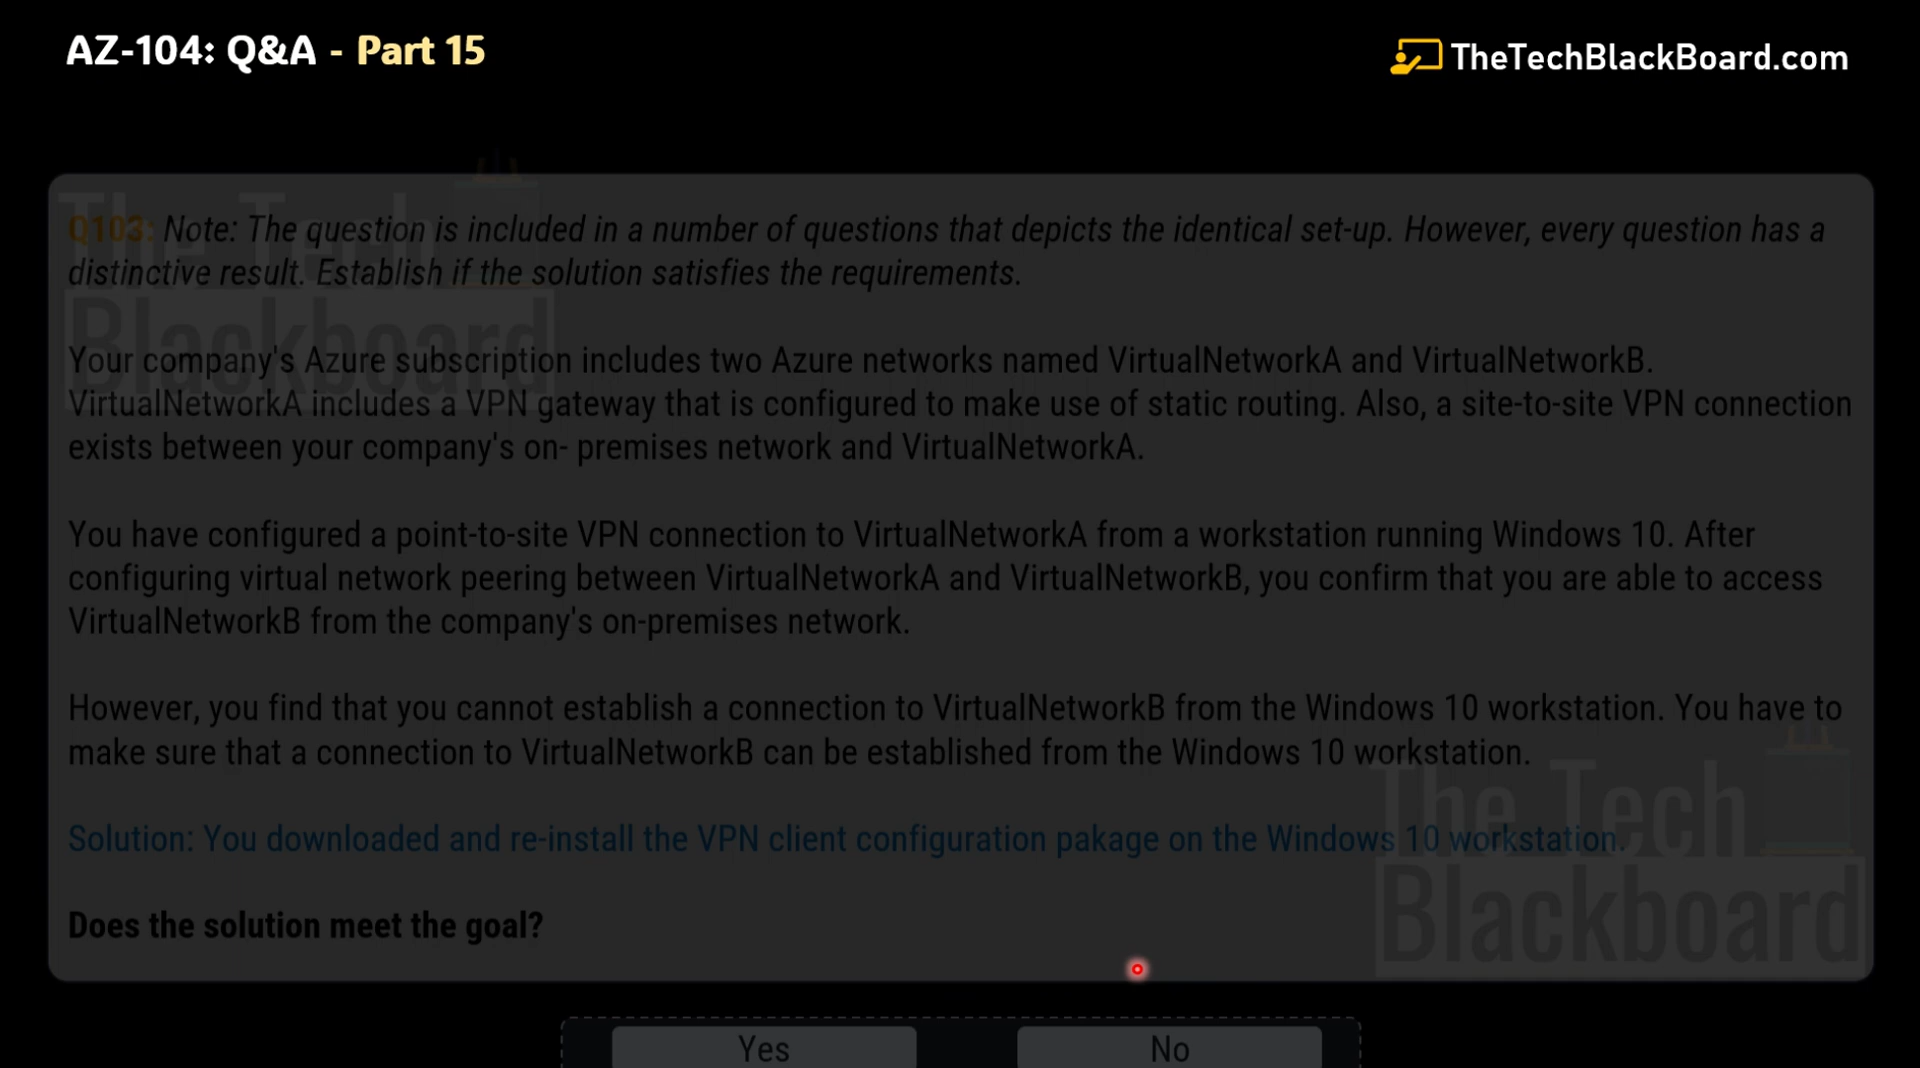 AZ-104: Q&A - Part 15
TheTechBlackBoard.com
Q103: Note: The question is included in a number of questions that depicts the identical set-up. However, every question has a
distinctive result. Establish if the solution satisfies the requirements.
Your company's Azure subscription includes two Azure networks named VirtualNetworkA and VirtualNetworkB.
VirtualNetworkA includes a VPN gateway that is configured to make use of static routing. Also, a site-to-site VPN connection
exists between your company's on- premises network and VirtualNetworkA.
You have configured a point-to-site VPN connection to VirtualNetworkA from a workstation running Windows 10. After
configuring virtual network peering between VirtualNetworkA and VirtualNetworkB, you confirm that you are able to access
VirtualNetworkB from the company's on-premises network.
However, you find that you cannot establish a connection to VirtualNetworkB from the Windows 10 workstation. You have to
make sure that a connection to VirtualNetworkB can be established from the Windows 10 workstation.
Solution: You downloaded and re-install the VPN client configuration pakage on the Windows 10 workstation.
Does the solution meet the goal?
Yes
No
The Tech
Blackboard
The Tech
Blackboard